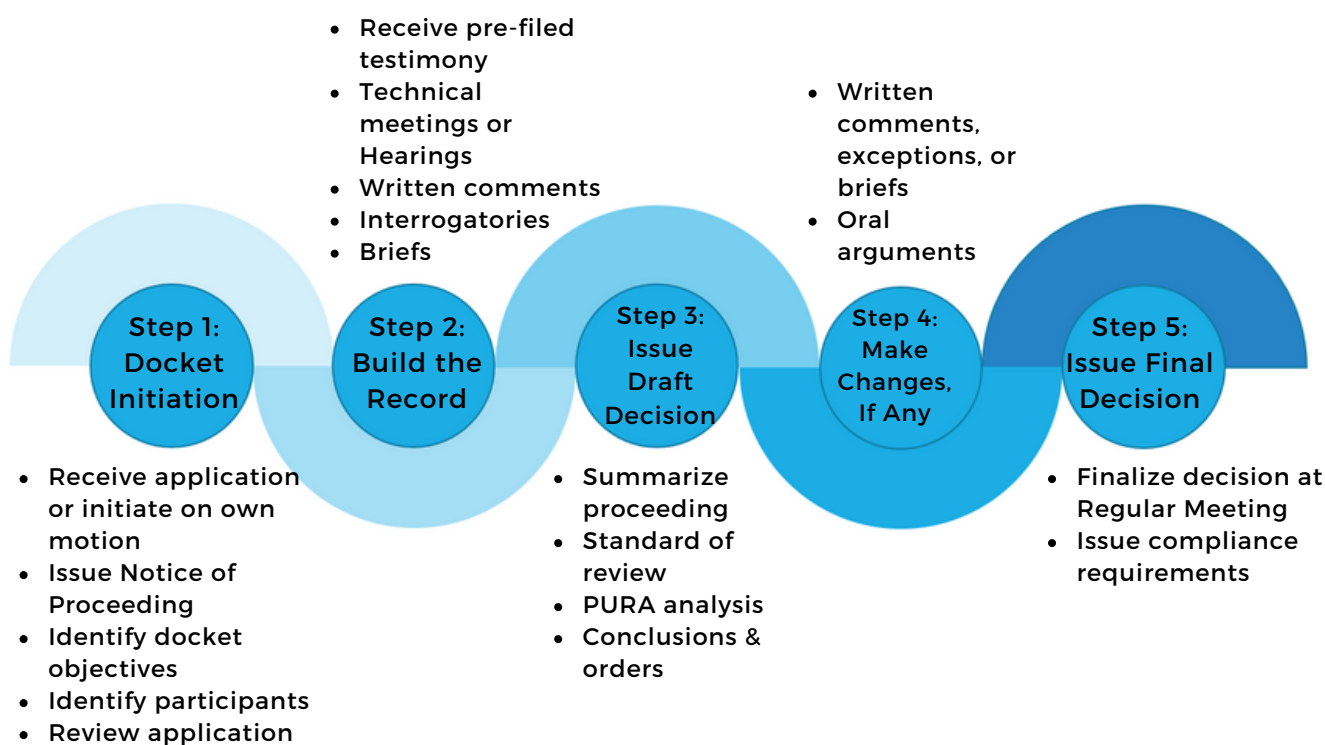 Step 1:
Docket
Initiation
• Receive application
or initiate on own
motion
• Issue Notice of
Proceeding
• Identify docket
objectives
• Identify participants
• Review application
• Receive pre-filed
testimony
• Technical
meetings or
Hearings
• Written comments
• Interrogatories
• Briefs
Step 2:
Build the
Record
Step 3:
Issue
Draft
Decision
• Summarize
proceeding
• Standard of
review
• PURA analysis
• Conclusions &
orders
• Written
comments,
exceptions, or
briefs
• Oral
arguments
Step 4:
Make
Changes,
If Any
Step 5:
Issue Final
Decision
• Finalize decision at
Regular Meeting
• Issue compliance
requirements